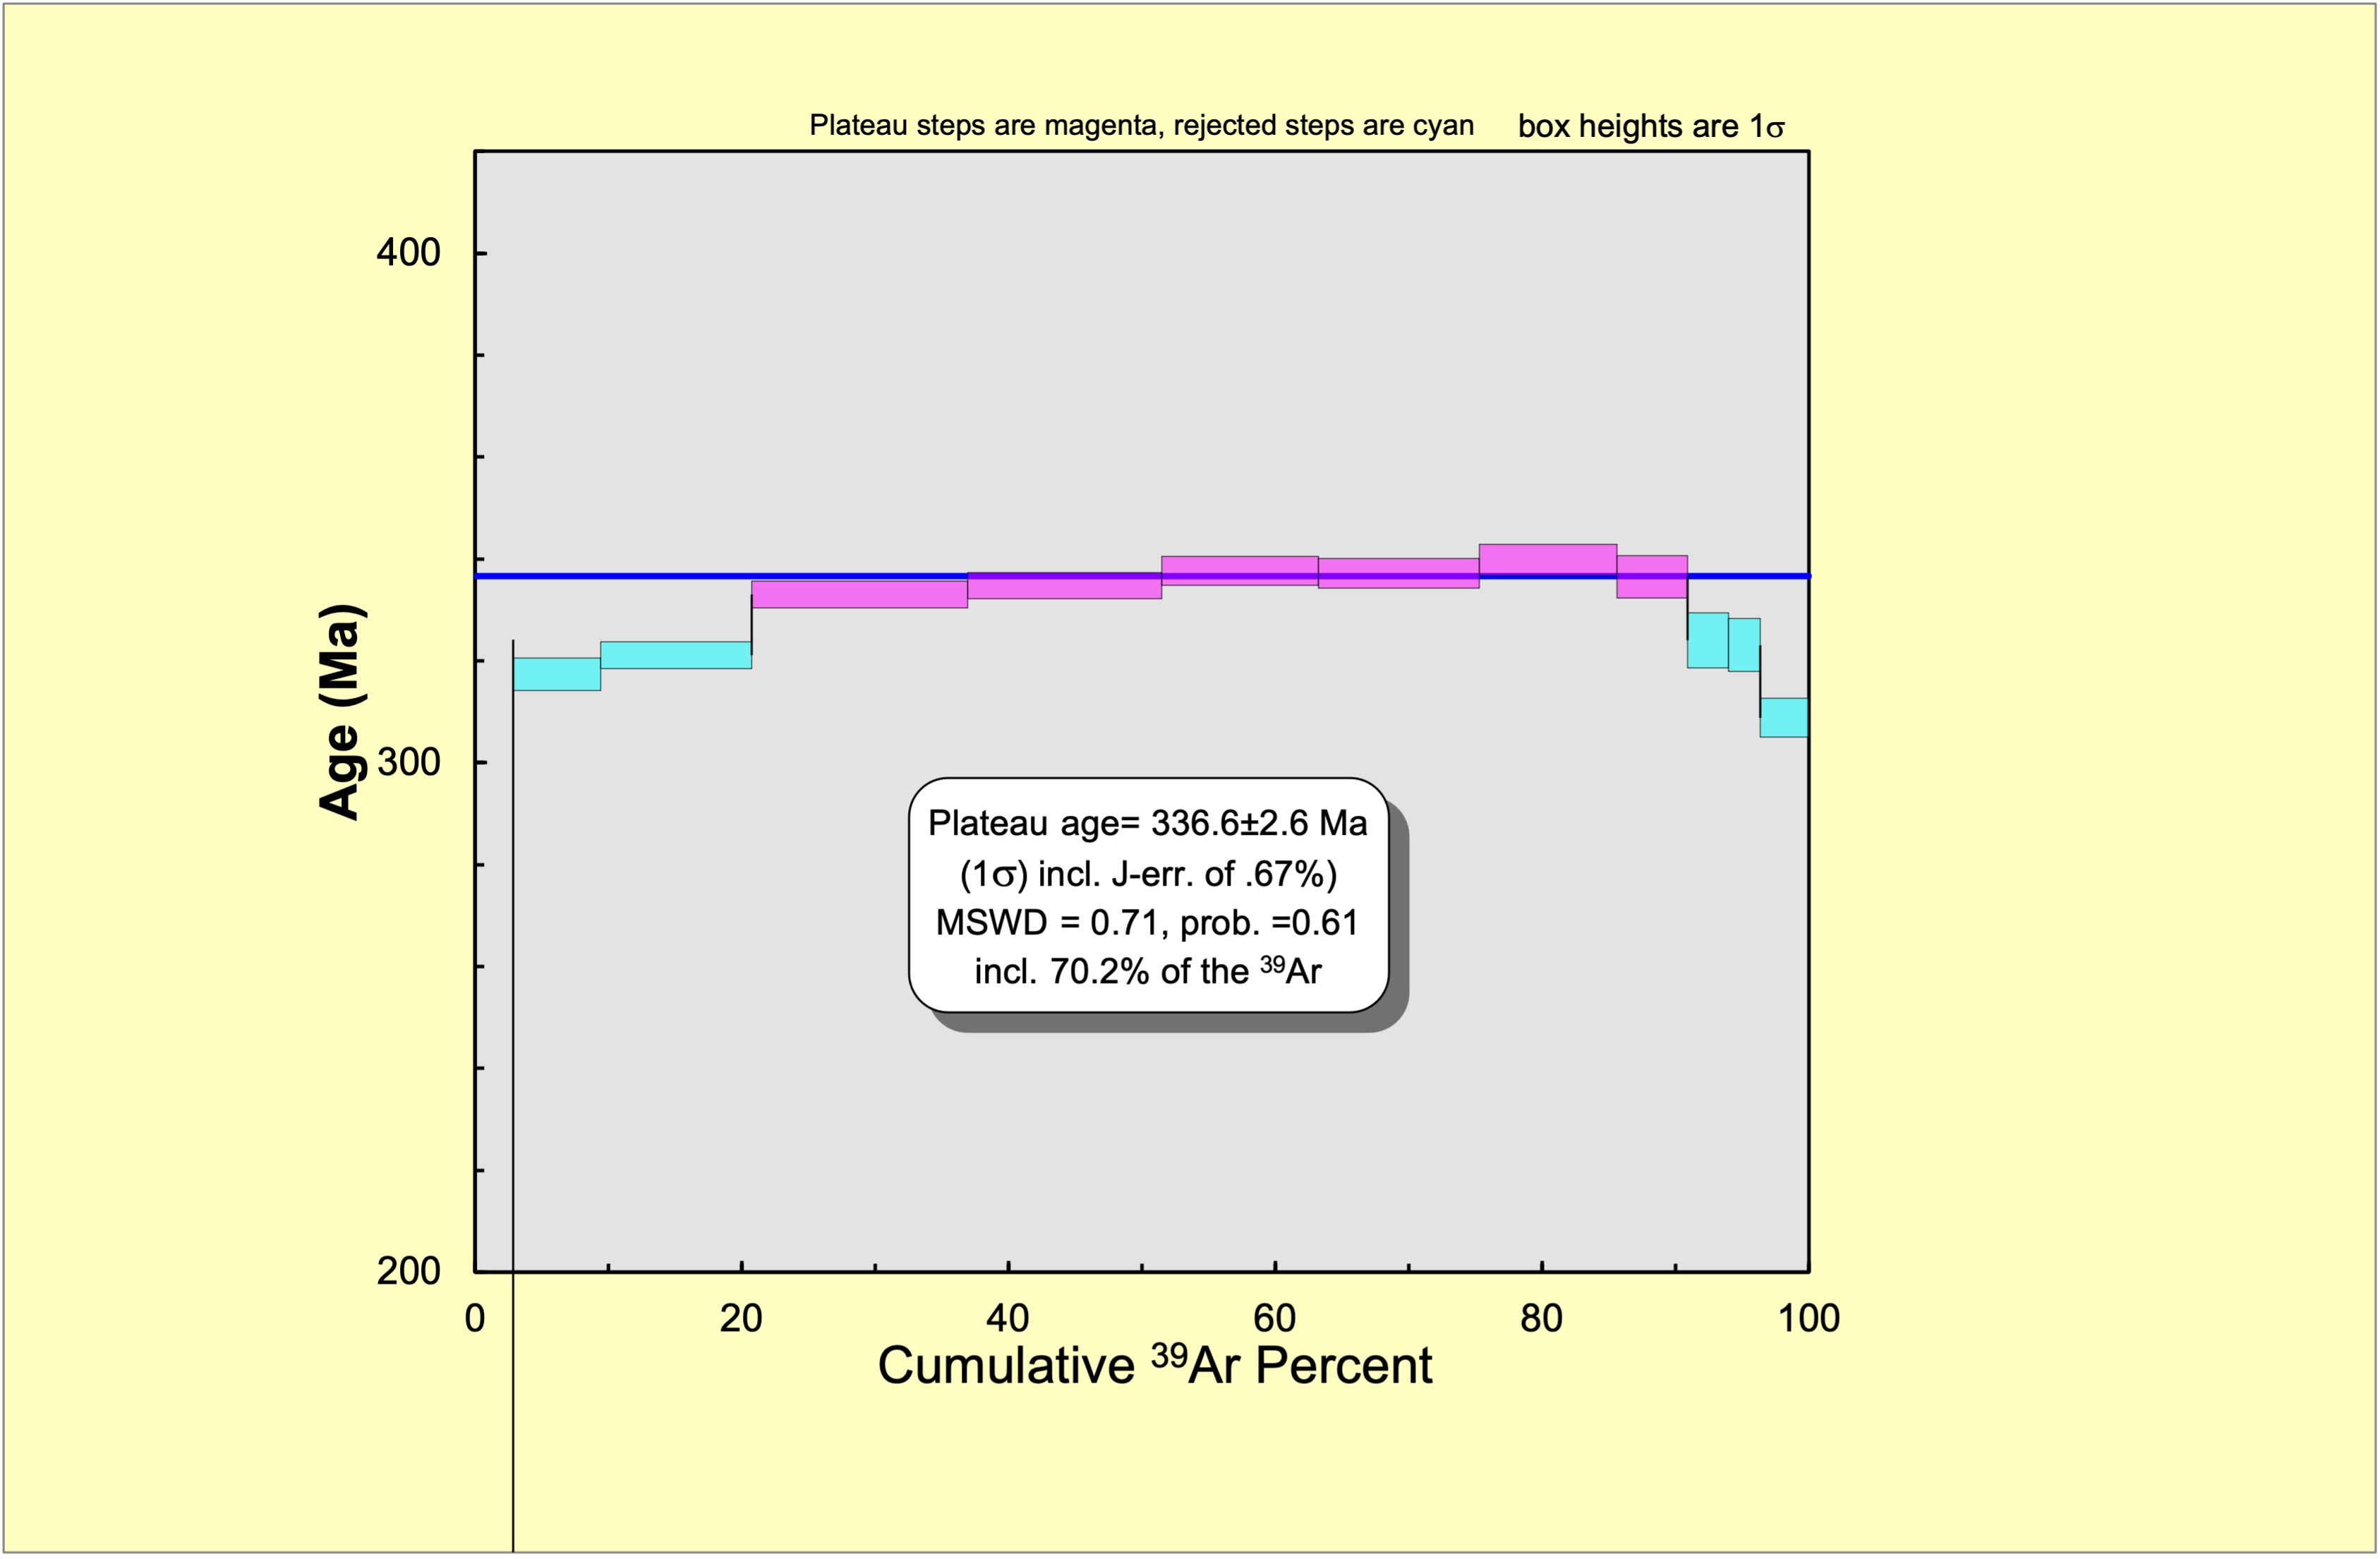 Plateau steps are magenta, rejected steps are cyan box heights are 1σ
400
300
200
Age (Ma)
Plateau age= 336.6±2.6 Ma
(1σ) incl. J-err. of .67%)
MSWD = 0.71, prob. =0.61
incl. 70.2% of the ³⁹Ar
0 20 40 60 80 100
Cumulative ³⁹Ar Percent